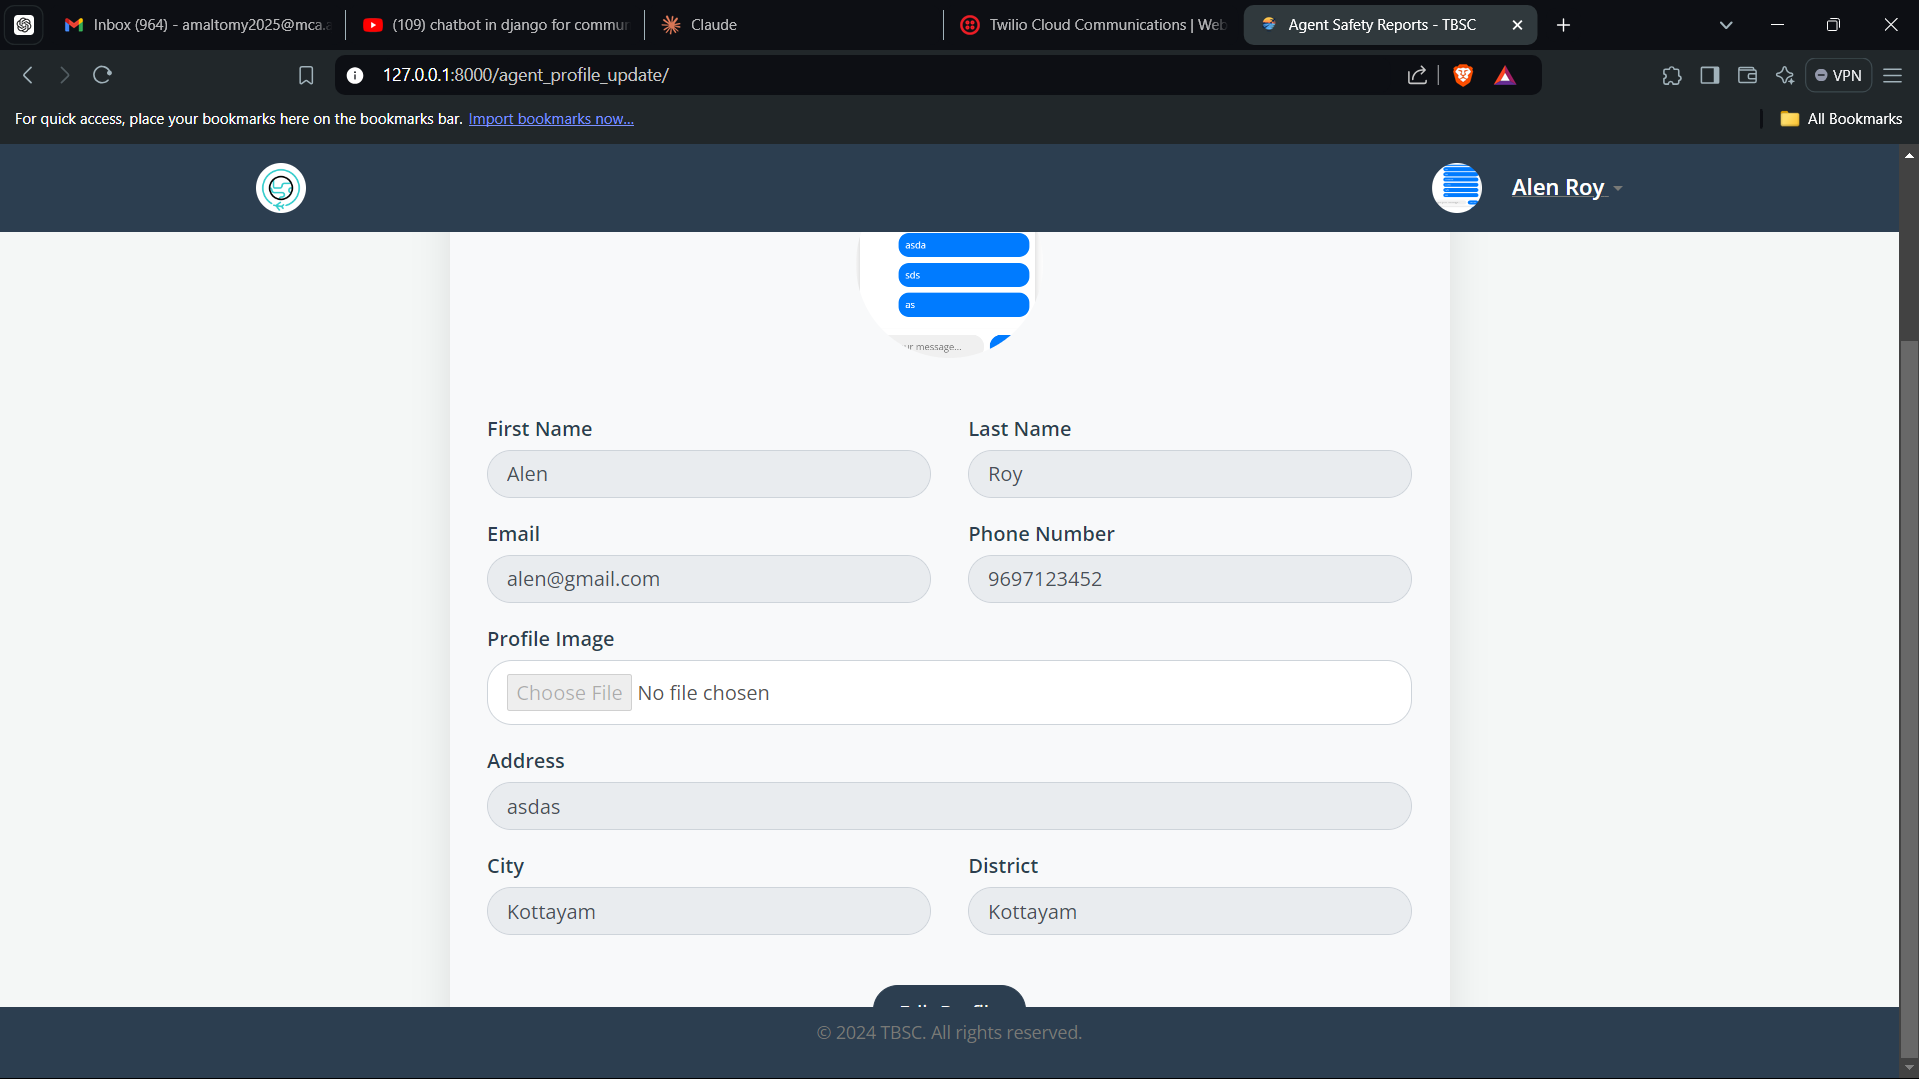 Inbox (964) - amaltomy2025@mca.a
(109) chatbot in django for commun
Claude
Twilio Cloud Communications | Web
Agent Safety Reports - TBSC
127.0.0.1:8000/agent_profile_update/
VPN
For quick access, place your bookmarks here on the bookmarks bar. Import bookmarks now...
All Bookmarks
Alen Roy
asda
sds
as
ur message...
First Name
Last Name
Alen
Roy
Email
Phone Number
alen@gmail.com
9697123452
Profile Image
Choose File No file chosen
Address
asdas
City
District
Kottayam
Kottayam
© 2024 TBSC. All rights reserved.